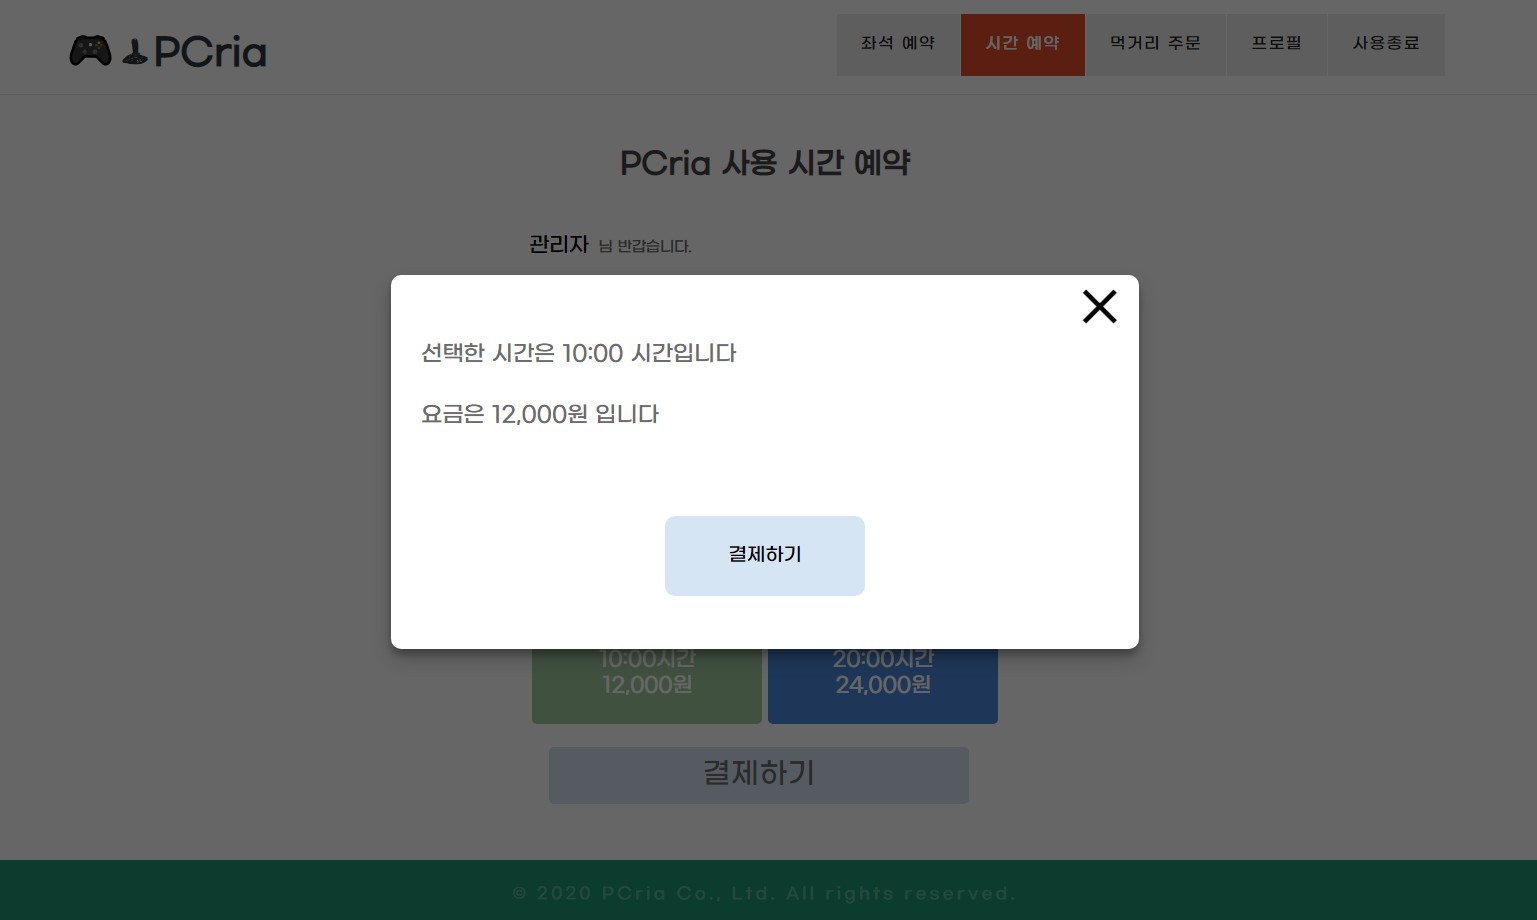 PCria
좌석 예약
시간 예약
먹거리 주문
프로필
사용종료
PCria 사용 시간 예약
관리자 님 반갑습니다.
선택한 시간은 10:00 시간입니다
요금은 12,000원 입니다
결제하기
10:00시간
12,000원
20:00시간
24,000원
결제하기
© 2020 PCria Co., Ltd. All rights reserved.